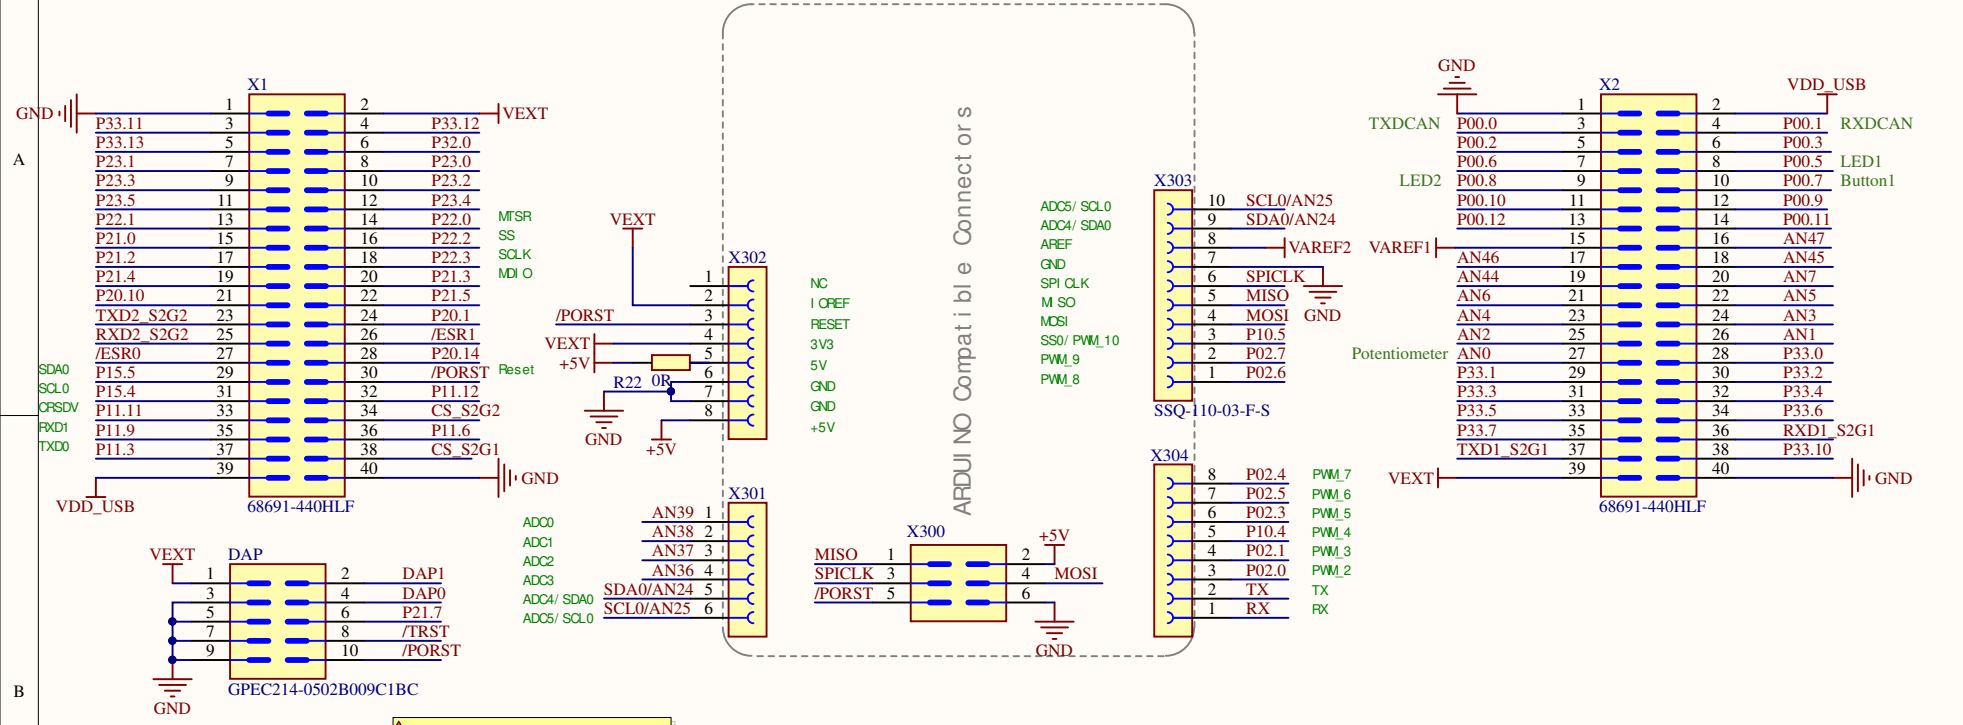 A
B
X1
GND 1 2 VEXT
P33.11 3 4 P33.12
P33.13 5 6 P32.0
P23.1 7 8 P23.0
P23.3 9 10 P23.2
P23.5 11 12 P23.4
P22.1 13 14 P22.0 MTSR
P21.0 15 16 P22.2 SS
P21.2 17 18 P22.3 SCLK
P21.4 19 20 P21.3 MDIO
P20.10 21 22 P21.5
TXD2_S2G2 23 24 P20.1
RXD2_S2G2 25 26 /ESR1
/ESR0 27 28 P20.14
SDA0 P15.5 29 30 /PORST Reset
SCL0 P15.4 31 32 P11.12
CRSDV P11.11 33 34 CS_S2G2
RXD1 P11.9 35 36 P11.6
TXD0 P11.3 37 38 CS_S2G1
39 40 GND
VDD_USB
68691-440HLF
VEXT DAP
1 2 DAP1
3 4 DAP0
5 6 P21.7
7 8 /TRST
9 10 /PORST
GND
GPEC214-0502B009C1BC
VEXT
X302
1 NC
2 IOREF
/PORST 3 RESET
VEXT 4 3V3
+5V 5 5V
R22 0R 6 GND
7 GND
8 +5V
GND
+5V
X301
ADC0 AN39 1
ADC1 AN38 2
ADC2 AN37 3
ADC3 AN36 4
ADC4/SDA0 SDA0/AN24 5
ADC5/SCL0 SCL0/AN25 6
ARDUINO Compatible Connectors
X300
+5V
MISO 1 2
SPICLK 3 4 MOSI
/PORST 5 6
GND
X303
ADC5/SCL0 10 SCL0/AN25
ADC4/SDA0 9 SDA0/AN24
AREF 8 VAREF2
GND 7
SPICLK 6 SPICLK
MISO 5 MISO
MOSI 4 MOSI GND
SS0/PWM_10 3 P10.5
PWM_9 2 P02.7
PWM_8 1 P02.6
SSQ-110-03-F-S
X304
8 P02.4 PWM_7
7 P02.5 PWM_6
6 P02.3 PWM_5
5 P10.4 PWM_4
4 P02.1 PWM_3
3 P02.0 PWM_2
2 TX TX
1 RX RX
GND X2 VDD_USB
1 2
TXDCAN P00.0 3 4 P00.1 RXDCAN
P00.2 5 6 P00.3
P00.6 7 8 P00.5 LED1
LED2 P00.8 9 10 P00.7 Button1
P00.10 11 12 P00.9
P00.12 13 14 P00.11
VAREF1 15 16 AN47
AN46 17 18 AN45
AN44 19 20 AN7
AN6 21 22 AN5
AN4 23 24 AN3
AN2 25 26 AN1
Potentiometer AN0 27 28 P33.0
P33.1 29 30 P33.2
P33.3 31 32 P33.4
P33.5 33 34 P33.6
P33.7 35 36 RXD1_S2G1
TXD1_S2G1 37 38 P33.10
VEXT 39 40 GND
68691-440HLF